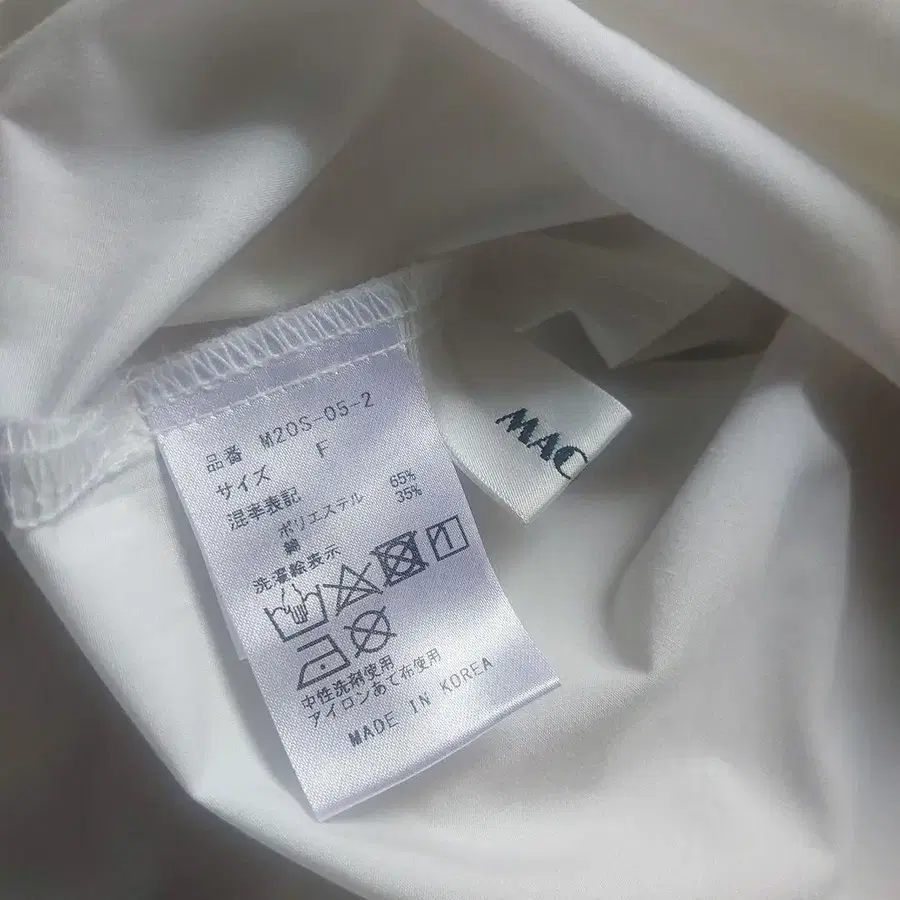 品番 M20S-05-2
サイズ F
混率表記
ポリエステル 65%
綿 35%
洗濯絵表示
中性洗剤使用
アイロンあて布使用
MADE IN KOREA
MAC